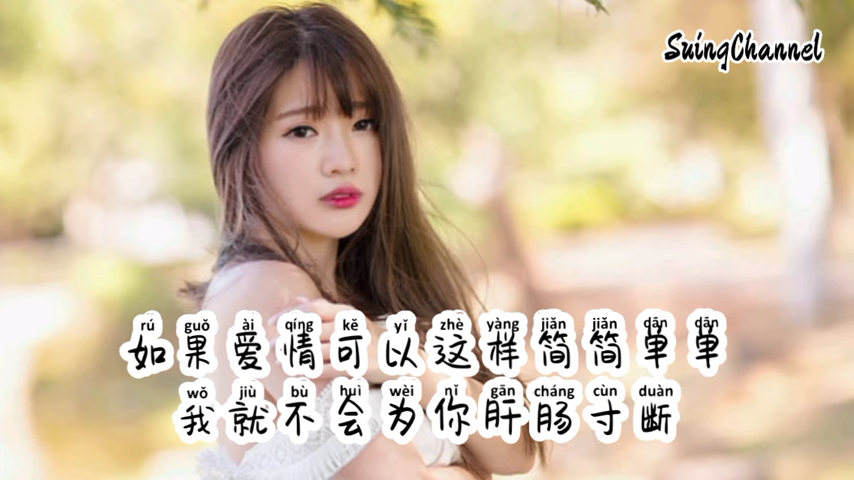 SuingChannel
rú guǒ ài qíng kě yǐ zhè yàng jiǎn jiǎn dān dān
如果爱情可以这样简简单单
wǒ jiù bù huì wèi nǐ gān cháng cùn duàn
我就不会为你肝肠寸断